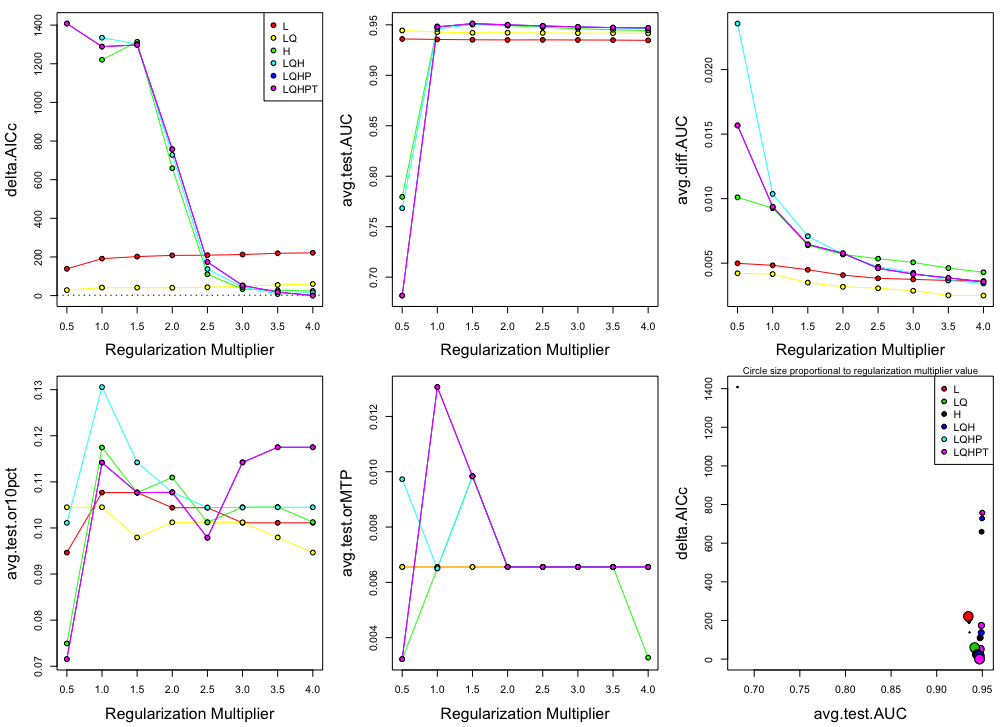 delta.AICc
0 200 400 600 800 1000 1200 1400
L
LQ
H
LQH
LQHP
LQHPT
0.5 1.0 1.5 2.0 2.5 3.0 3.5 4.0
Regularization Multiplier
avg.test.AUC
0.70 0.75 0.80 0.85 0.90 0.95
0.5 1.0 1.5 2.0 2.5 3.0 3.5 4.0
Regularization Multiplier
avg.diff.AUC
0.005 0.010 0.015 0.020
0.5 1.0 1.5 2.0 2.5 3.0 3.5 4.0
Regularization Multiplier
avg.test.or10pct
0.07 0.08 0.09 0.10 0.11 0.12 0.13
0.5 1.0 1.5 2.0 2.5 3.0 3.5 4.0
Regularization Multiplier
avg.test.orMTP
0.004 0.006 0.008 0.010 0.012
0.5 1.0 1.5 2.0 2.5 3.0 3.5 4.0
Regularization Multiplier
Circle size proportional to regularization multiplier value
delta.AICc
0 200 400 600 800 1000 1200 1400
L
LQ
H
LQH
LQHP
LQHPT
0.70 0.75 0.80 0.85 0.90 0.95
avg.test.AUC